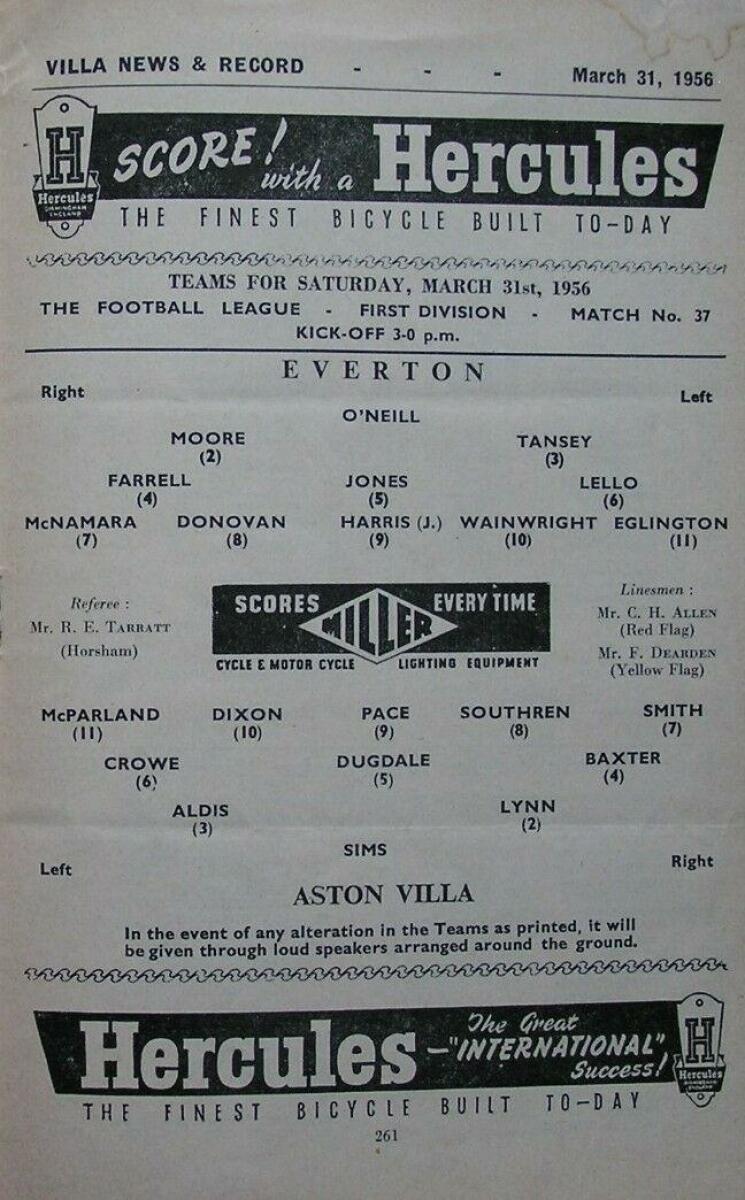 VILLA NEWS & RECORD - - - March 31, 1956
H
Hercules
BIRMINGHAM
ENGLAND
SCORE! with a Hercules
THE FINEST BICYCLE BUILT TO-DAY
TEAMS FOR SATURDAY, MARCH 31st, 1956
THE FOOTBALL LEAGUE - FIRST DIVISION - MATCH No. 37
KICK-OFF 3-0 p.m.
EVERTON
Right Left
O'NEILL
MOORE TANSEY
(2) (3)
FARRELL JONES LELLO
(4) (5) (6)
McNAMARA DONOVAN HARRIS (J.) WAINWRIGHT EGLINGTON
(7) (8) (9) (10) (11)
Referee :
Mr. R. E. TARRATT
(Horsham)
SCORES MILLER EVERY TIME
CYCLE & MOTOR CYCLE LIGHTING EQUIPMENT
Linesmen :
Mr. C. H. ALLEN
(Red Flag)
Mr. F. DEARDEN
(Yellow Flag)
McPARLAND DIXON PACE SOUTHREN SMITH
(11) (10) (9) (8) (7)
CROWE DUGDALE BAXTER
(6) (5) (4)
ALDIS LYNN
(3) (2)
SIMS
Left Right
ASTON VILLA
In the event of any alteration in the Teams as printed, it will
be given through loud speakers arranged around the ground.
Hercules - The Great
"INTERNATIONAL"
Success!
H
Hercules
BIRMINGHAM
ENGLAND
THE FINEST BICYCLE BUILT TO-DAY
261